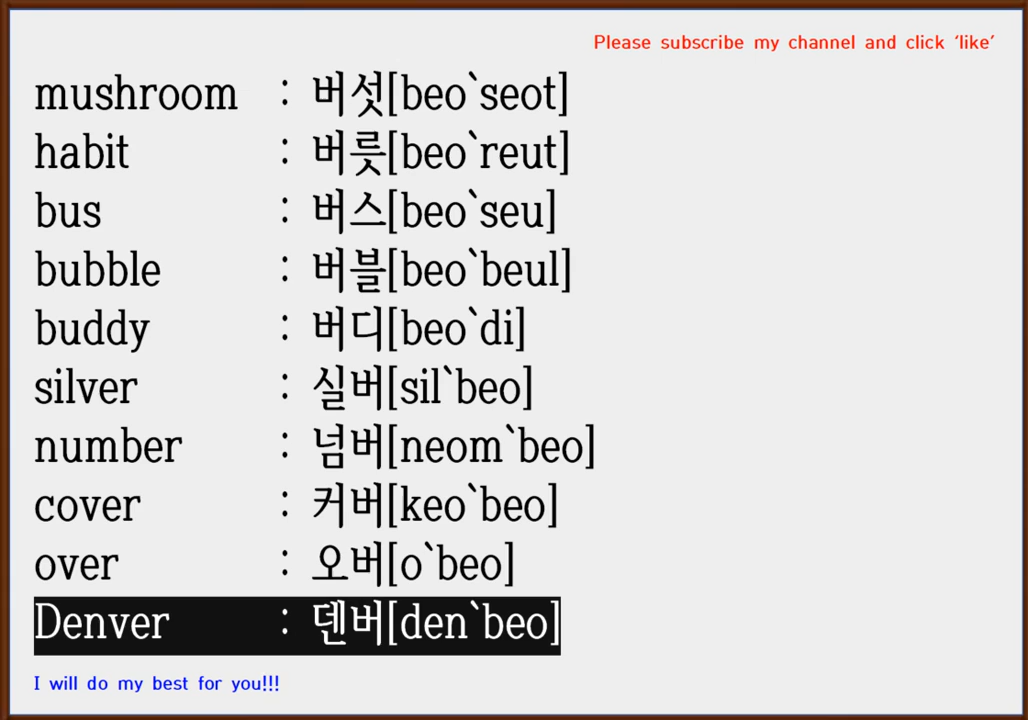 Please subscribe my channel and click ‘like’
mushroom : 버섯[beo`seot]
habit : 버릇[beo`reut]
bus : 버스[beo`seu]
bubble : 버블[beo`beul]
buddy : 버디[beo`di]
silver : 실버[sil`beo]
number : 넘버[neom`beo]
cover : 커버[keo`beo]
over : 오버[o`beo]
Denver : 덴버[den`beo]
I will do my best for you!!!